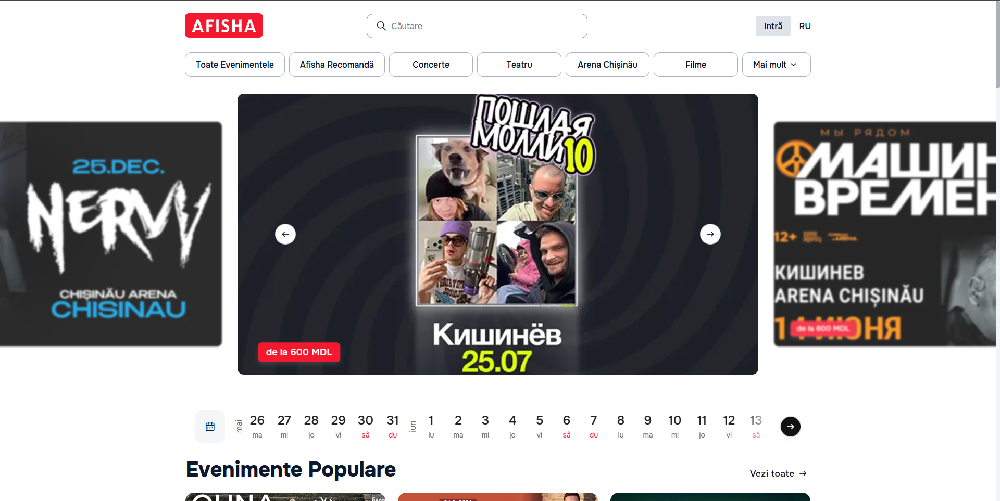 AFISHA
Căutare
Intră
RU
Toate Evenimentele
Afisha Recomandă
Concerte
Teatru
Arena Chișinău
Filme
Mai mult
25.DEC.
NERVY
CHIȘINĂU ARENA
CHISINAU
ПОШЛАЯ
МОЛЛИ 10
Кишинёв
25.07
de la 600 MDL
МЫ РЯДОМ
МАШИН
ВРЕМЕН
12+
КИШИНЕВ
ARENA CHIȘINĂU
14 ИЮНЯ
de la 600 MDL
mai
26 27 28 29 30 31
ma mi jo vi sâ du
iun
1 2 3 4 5 6 7 8 9 10 11 12 13
lu ma mi jo vi sâ du lu ma mi jo vi sâ
Evenimente Populare
Vezi toate